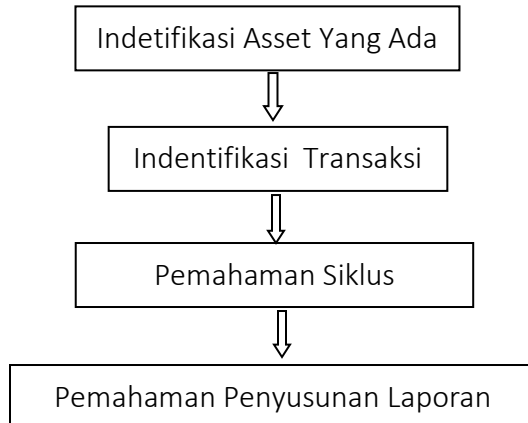 Indetifikasi Asset Yang Ada
Indentifikasi Transaksi
Pemahaman Siklus
Pemahaman Penyusunan Laporan